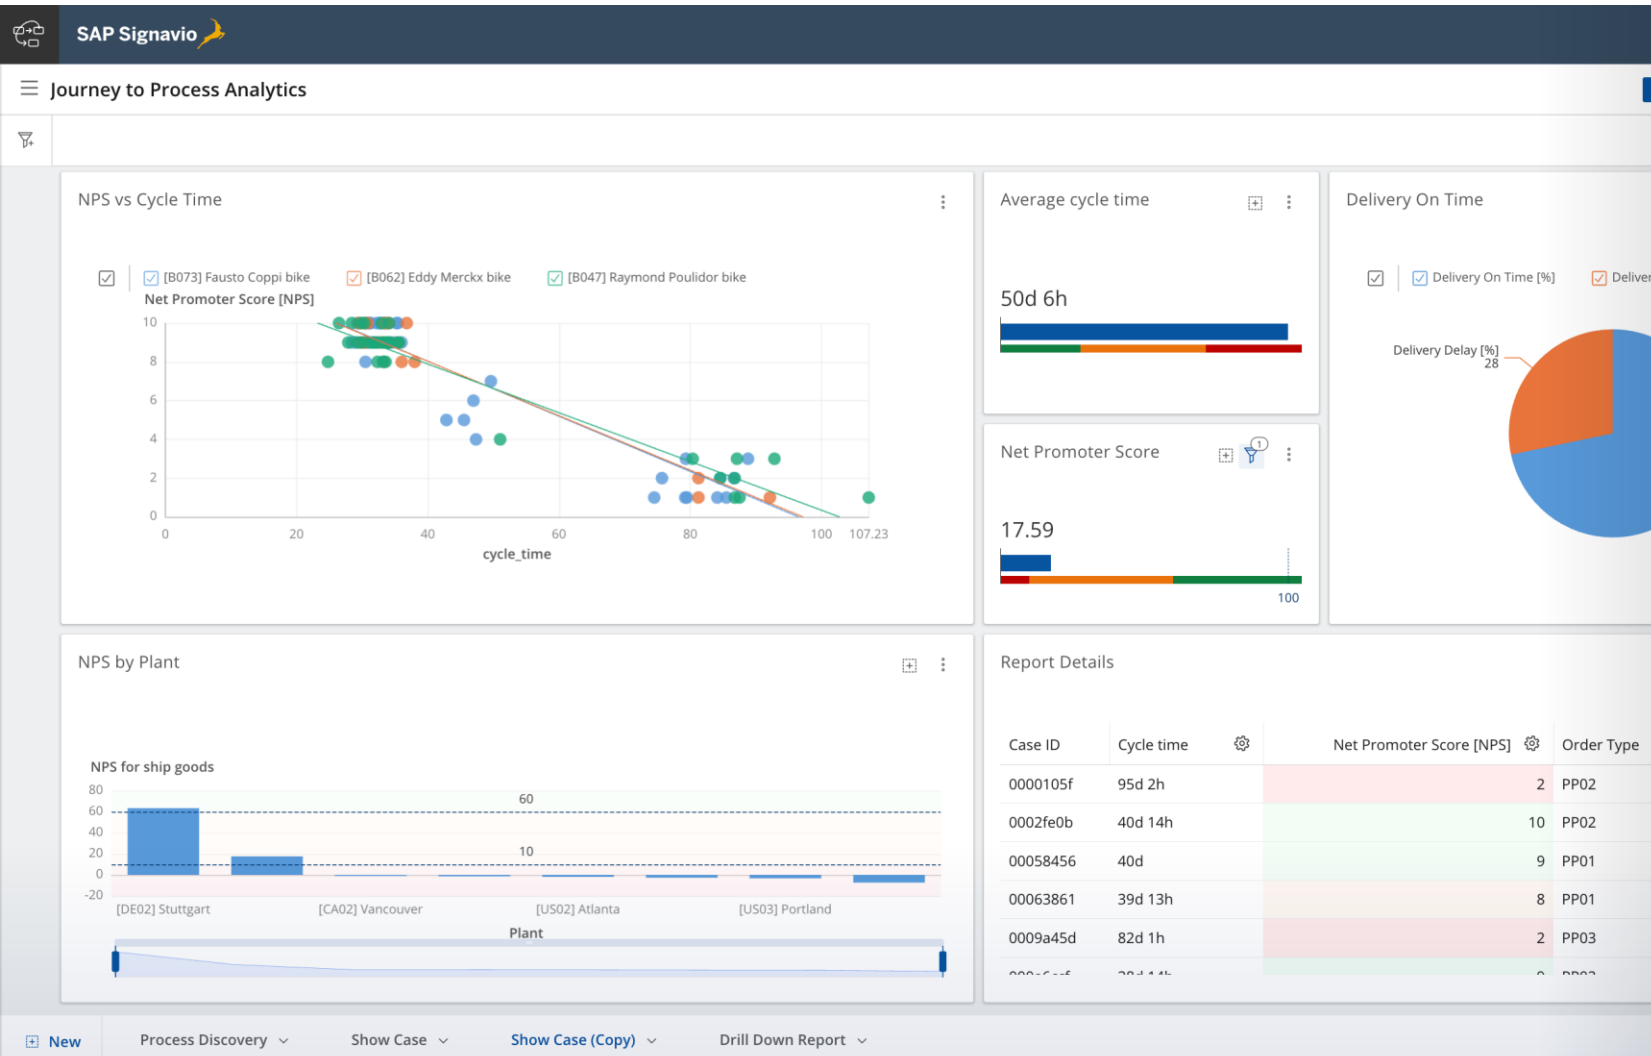 SAP Signavio
Journey to Process Analytics
NPS vs Cycle Time
[B073] Fausto Coppi bike
[B062] Eddy Merckx bike
[B047] Raymond Poulidor bike
Net Promoter Score [NPS]
10
8
6
4
2
0
0 20 40 60 80 100 107.23
cycle_time
Average cycle time
50d 6h
Net Promoter Score
1
17.59
100
Delivery On Time
Delivery On Time [%]
Delivery Delay [%]
28
NPS by Plant
NPS for ship goods
80
60
40
20
0
-20
60
10
[DE02] Stuttgart [CA02] Vancouver [US02] Atlanta [US03] Portland
Plant
Report Details
Case ID Cycle time Net Promoter Score [NPS] Order Type
0000105f 95d 2h 2 PP02
0002fe0b 40d 14h 10 PP02
00058456 40d 9 PP01
00063861 39d 13h 8 PP01
0009a45d 82d 1h 2 PP03
New Process Discovery Show Case Show Case (Copy) Drill Down Report